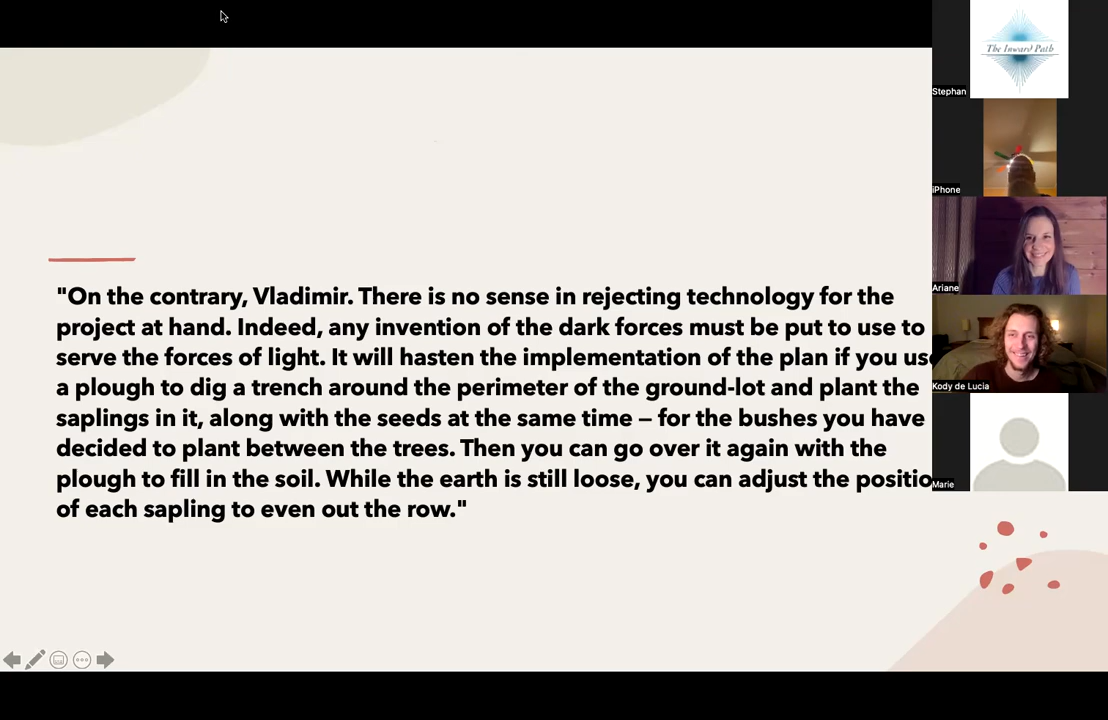 "On the contrary, Vladimir. There is no sense in rejecting technology for the
project at hand. Indeed, any invention of the dark forces must be put to use to
serve the forces of light. It will hasten the implementation of the plan if you use
a plough to dig a trench around the perimeter of the ground-lot and plant the
saplings in it, along with the seeds at the same time – for the bushes you have
decided to plant between the trees. Then you can go over it again with the
plough to fill in the soil. While the earth is still loose, you can adjust the positio
of each sapling to even out the row."
The Inward Path
Stephan
iPhone
Ariane
Kody de Lucia
Marie